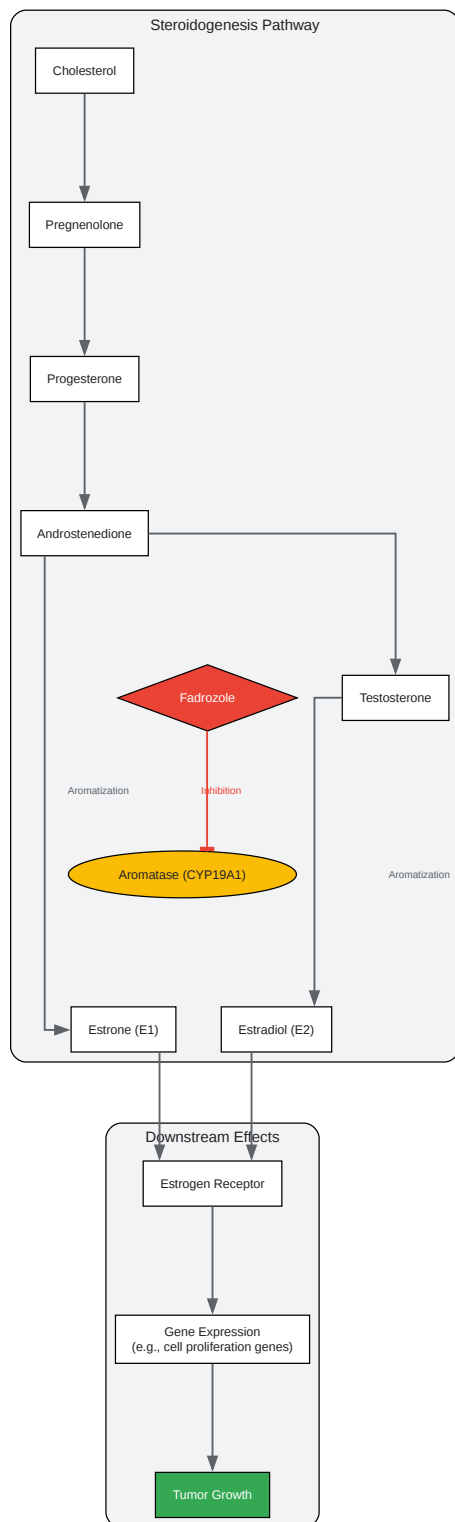 Steroidogenesis Pathway
Cholesterol
Pregnenolone
Progesterone
Androstenedione
Fadrozole
Testosterone
Aromatization
Inhibition
Aromatase (CYP19A1)
Aromatization
Estrone (E1)
Estradiol (E2)
Downstream Effects
Estrogen Receptor
Gene Expression
(e.g., cell proliferation genes)
Tumor Growth